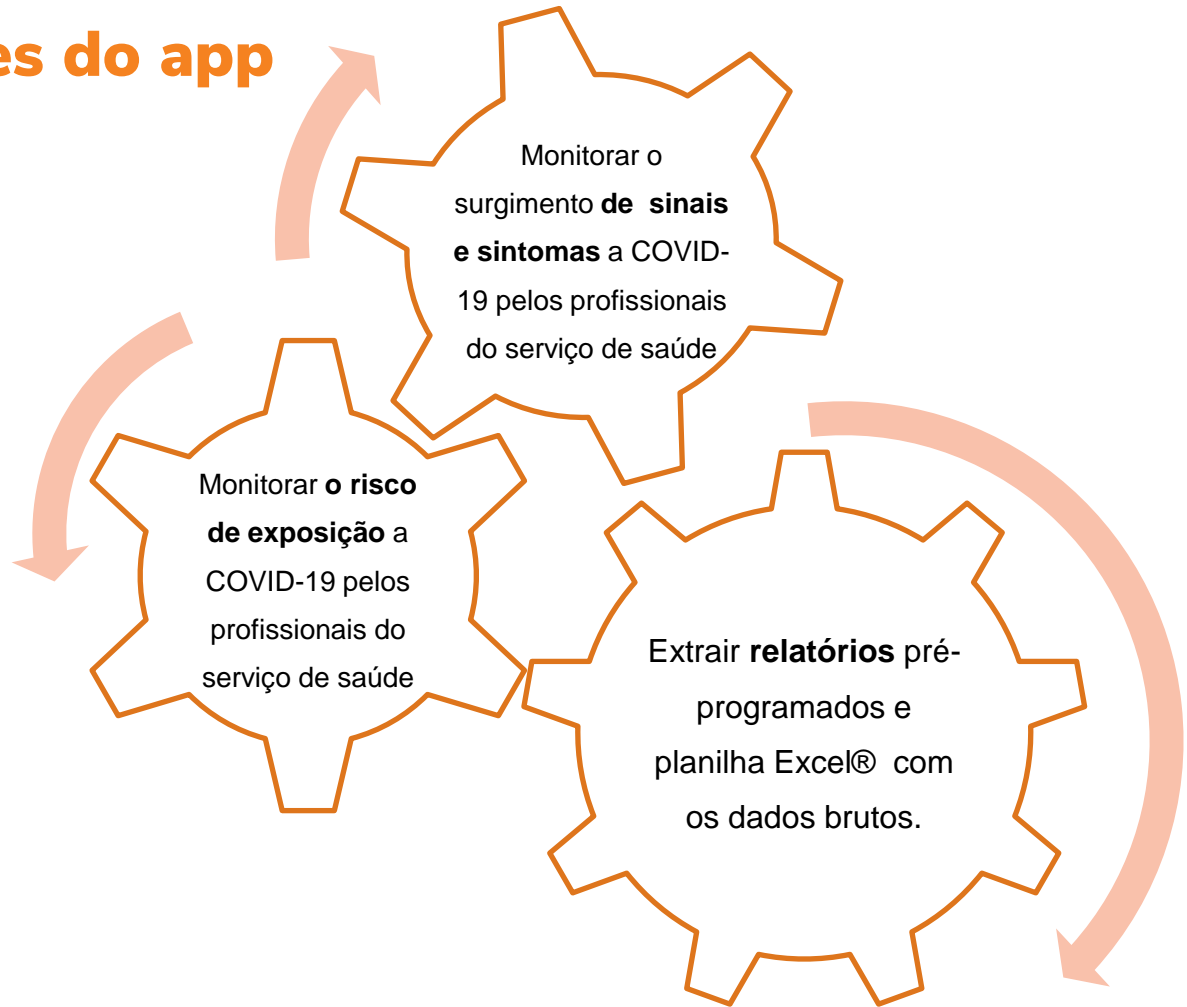 es do app
Monitorar o
surgimento de sinais
e sintomas a COVID-
19 pelos profissionais
do serviço de saúde
Monitorar o risco
de exposição a
COVID-19 pelos
profissionais do
serviço de saúde
Extrair relatórios pré-
programados e
planilha Excel® com
os dados brutos.